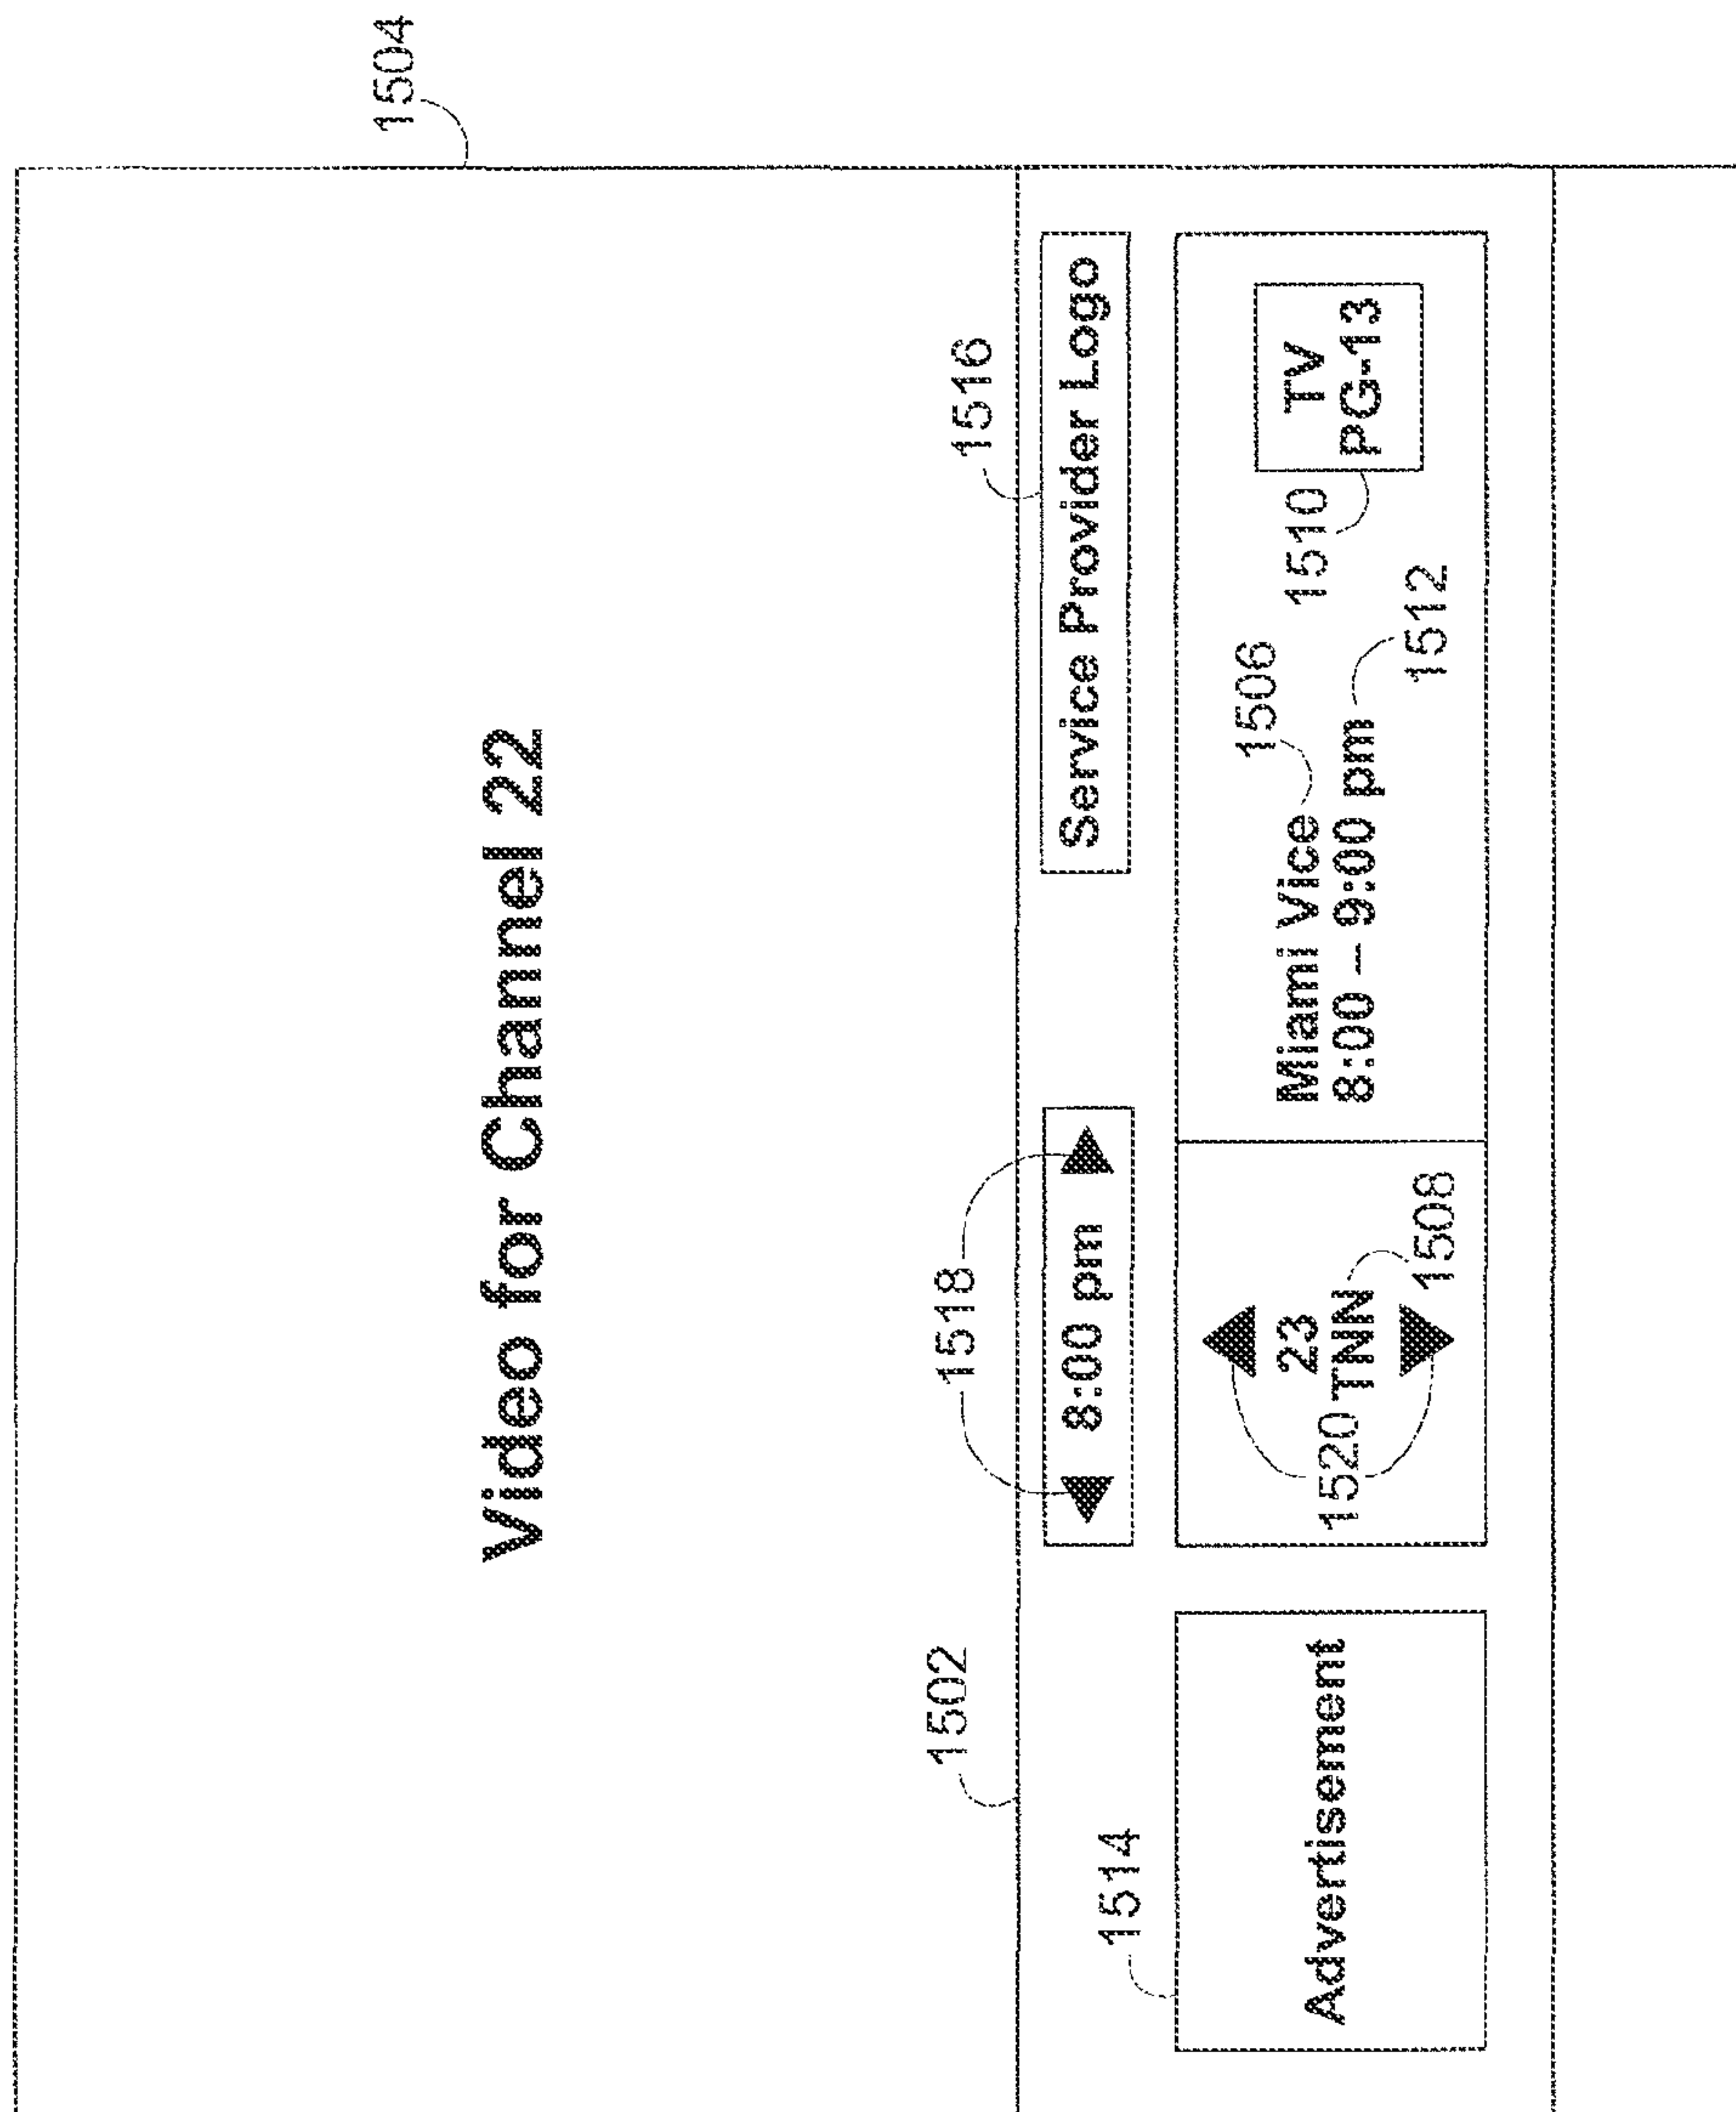 1504
Video for Channel 22
1502
1518
1516
8:00 pm
Service Provider Logo
1514
Advertisement
23
1520 TNN
1508
1506
Miami Vice
8:00 – 9:00 pm
1512
1510
TV
PG-13